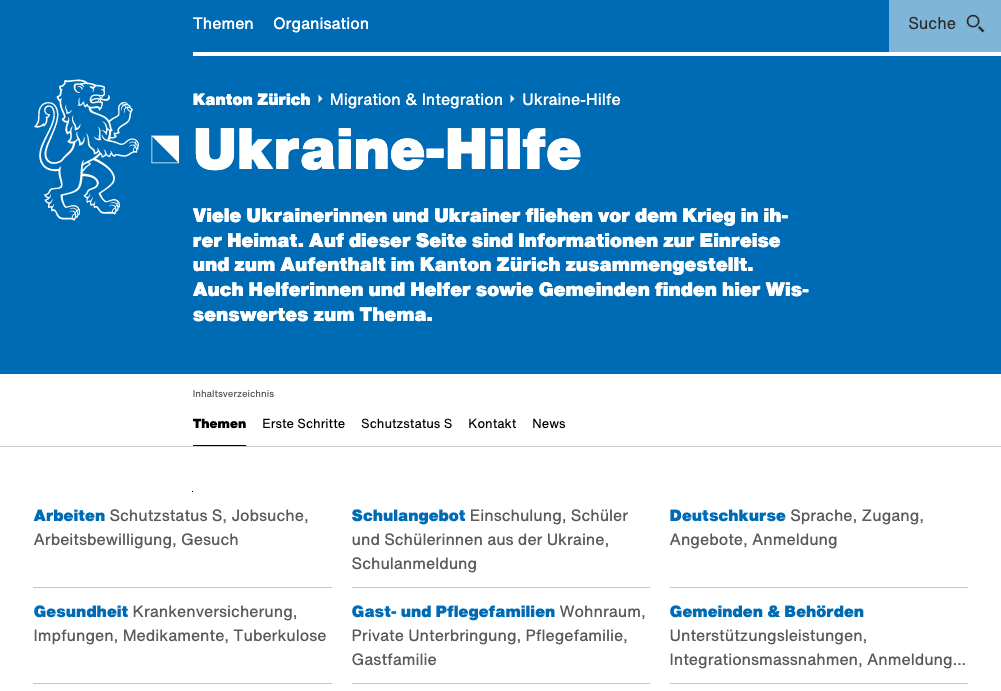 Themen Organisation Suche
Kanton Zürich Migration & Integration Ukraine-Hilfe
Ukraine-Hilfe
Viele Ukrainerinnen und Ukrainer fliehen vor dem Krieg in ih-
rer Heimat. Auf dieser Seite sind Informationen zur Einreise
und zum Aufenthalt im Kanton Zürich zusammengestellt.
Auch Helferinnen und Helfer sowie Gemeinden finden hier Wis-
senswertes zum Thema.
Inhaltsverzeichnis
Themen Erste Schritte Schutzstatus S Kontakt News
Arbeiten Schutzstatus S, Jobsuche,
Arbeitsbewilligung, Gesuch
Schulangebot Einschulung, Schüler
und Schülerinnen aus der Ukraine,
Schulanmeldung
Deutschkurse Sprache, Zugang,
Angebote, Anmeldung
Gesundheit Krankenversicherung,
Impfungen, Medikamente, Tuberkulose
Gast- und Pflegefamilien Wohnraum,
Private Unterbringung, Pflegefamilie,
Gastfamilie
Gemeinden & Behörden
Unterstützungsleistungen,
Integrationsmassnahmen, Anmeldung...